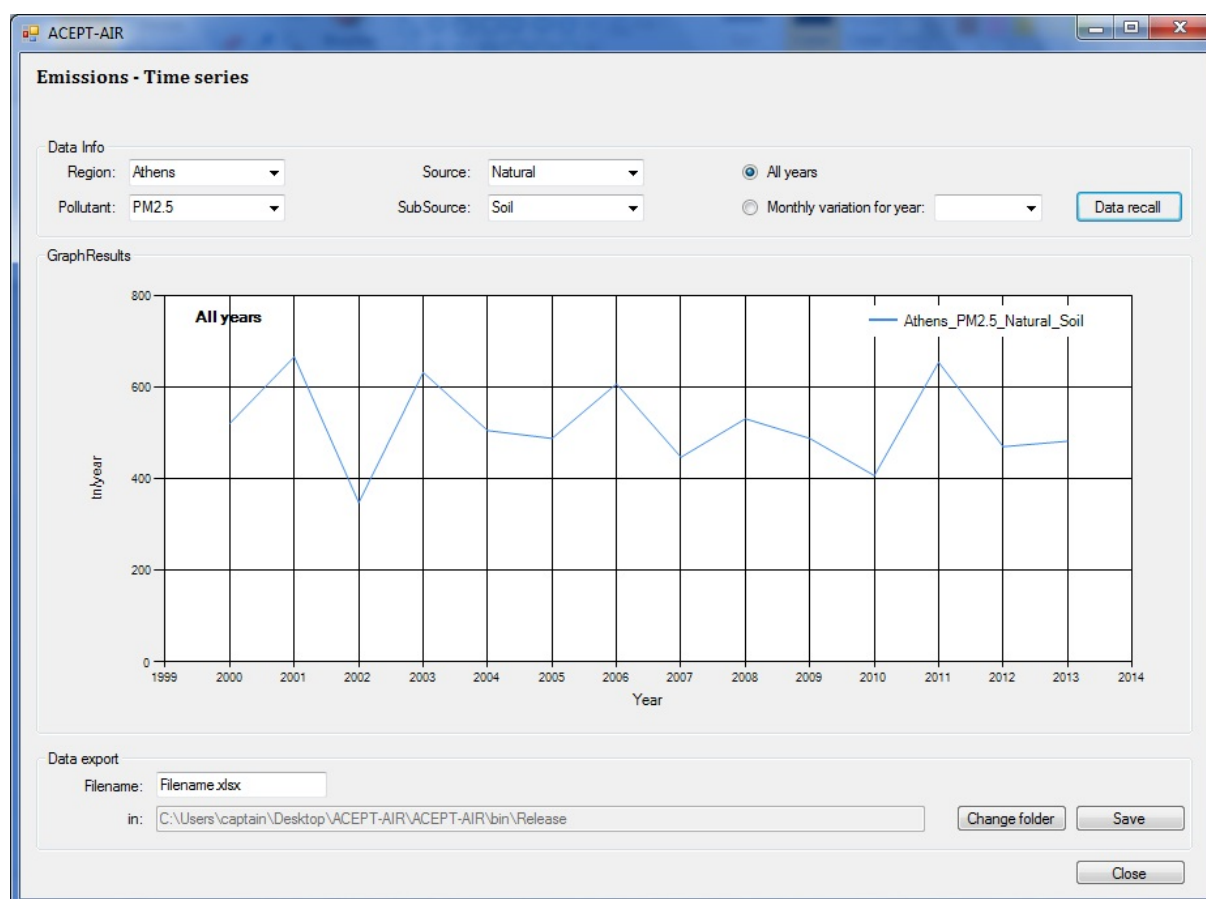 ACEPT-AIR
Emissions - Time series
Data Info
Region: Athens Source: Natural All years
Pollutant: PM2.5 SubSource: Soil Monthly variation for year: Data recall
GraphResults
800
All years Athens_PM2.5_Natural_Soil
600
400
tn/year
200
0
1999 2000 2001 2002 2003 2004 2005 2006 2007 2008 2009 2010 2011 2012 2013 2014
Year
Data export
Filename: Filename.xlsx
in: C:\Users\captain\Desktop\ACEPT-AIR\ACEPT-AIR\bin\Release Change folder Save
Close